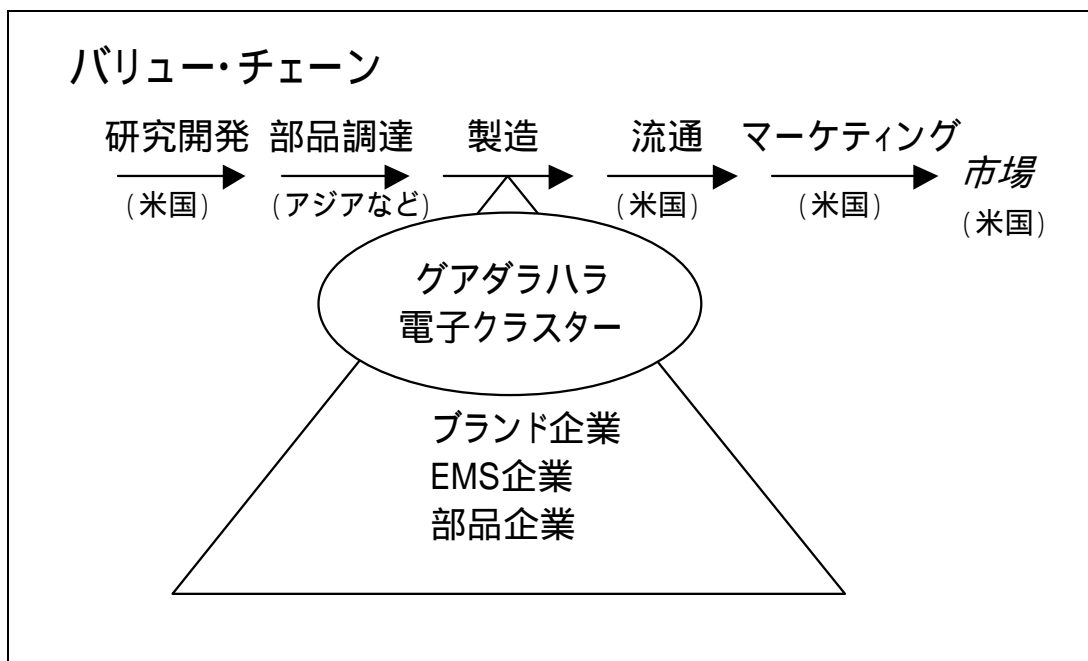 バリュー・チェーン
研究開発 部品調達 製造 流通 マーケティング
市場
(米国) (アジアなど) (米国) (米国) (米国)
グアダラハラ
電子クラスター
ブランド企業
EMS企業
部品企業